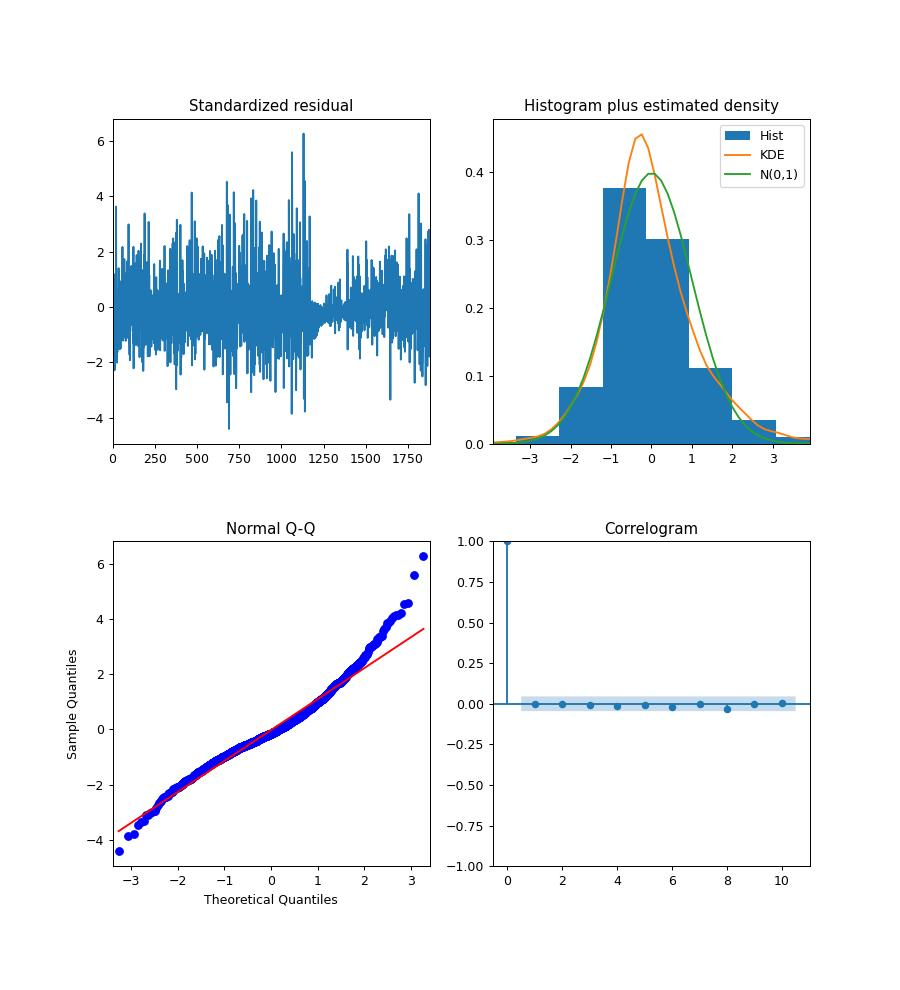 Standardized residual
6
4
2
0
−2
−4
0 250 500 750 1000 1250 1500 1750
Histogram plus estimated density
Hist
KDE
N(0,1)
0.4
0.3
0.2
0.1
0.0
−3 −2 −1 0 1 2 3
Normal Q-Q
Sample Quantiles
6
4
2
0
−2
−4
−3 −2 −1 0 1 2 3
Theoretical Quantiles
Correlogram
1.00
0.75
0.50
0.25
0.00
−0.25
−0.50
−0.75
−1.00
0 2 4 6 8 10